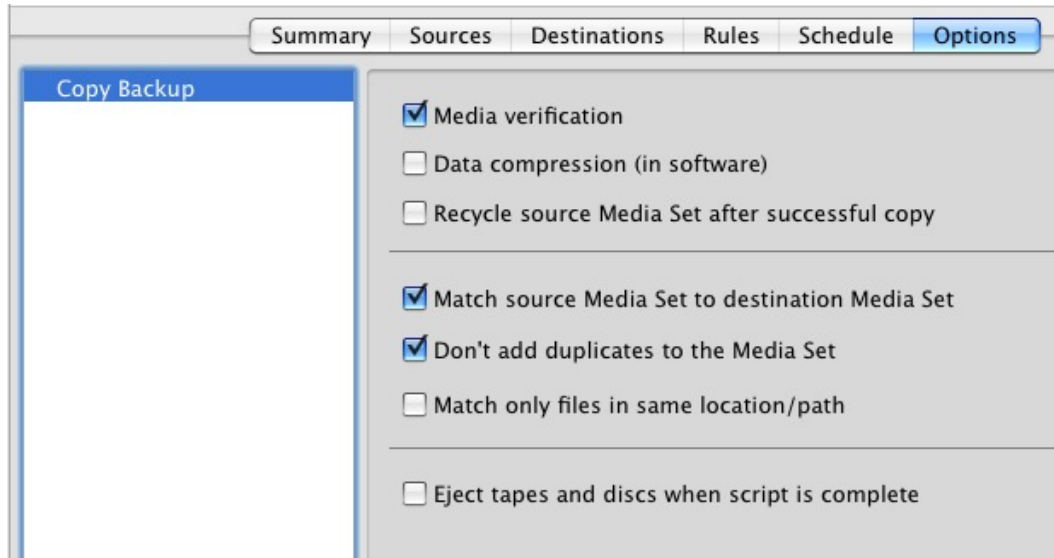 Summary Sources Destinations Rules Schedule Options
Copy Backup
Media verification
Data compression (in software)
Recycle source Media Set after successful copy
Match source Media Set to destination Media Set
Don't add duplicates to the Media Set
Match only files in same location/path
Eject tapes and discs when script is complete